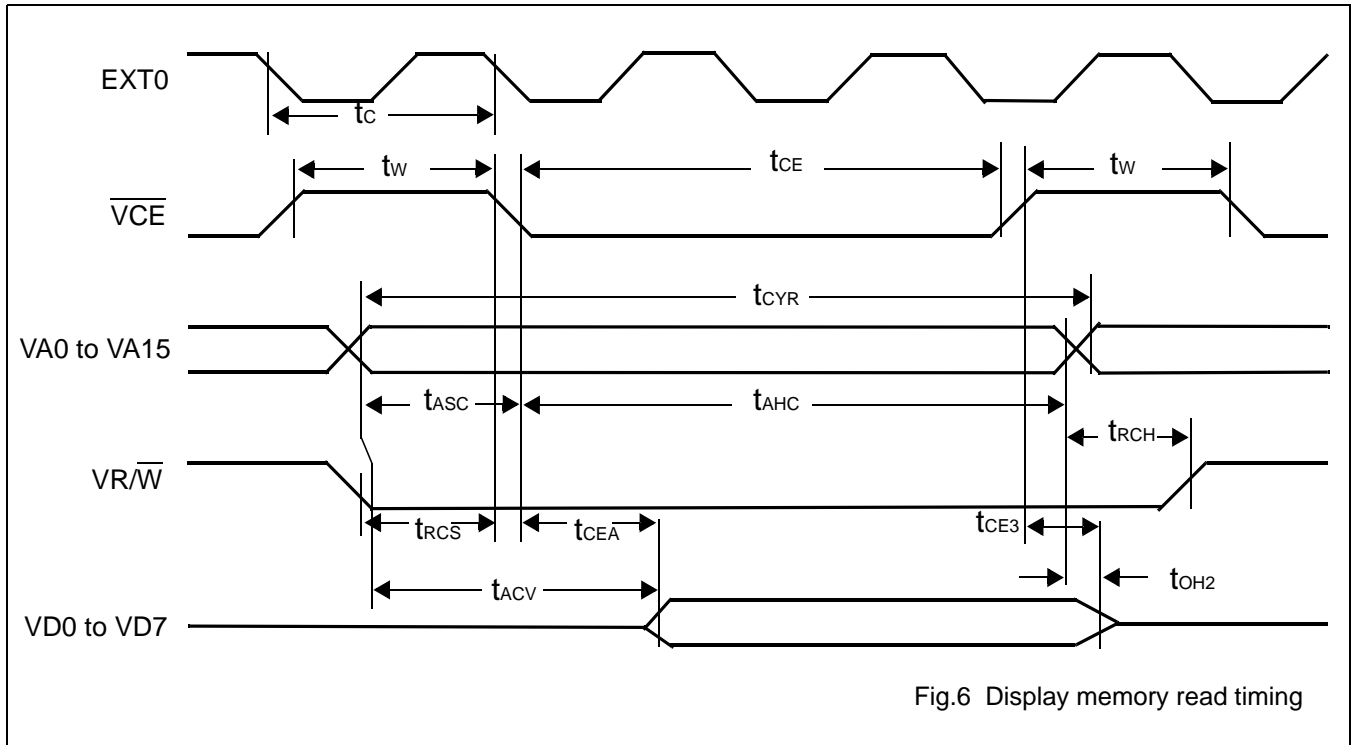 EXT0
tC
tW
tCE
tW
V̅C̅E̅
tCYR
VA0 to VA15
tASC
tAHC
tRCH
VR/W̅
tRCS
tCEA
tCE3
tACV
tOH2
VD0 to VD7
Fig.6 Display memory read timing